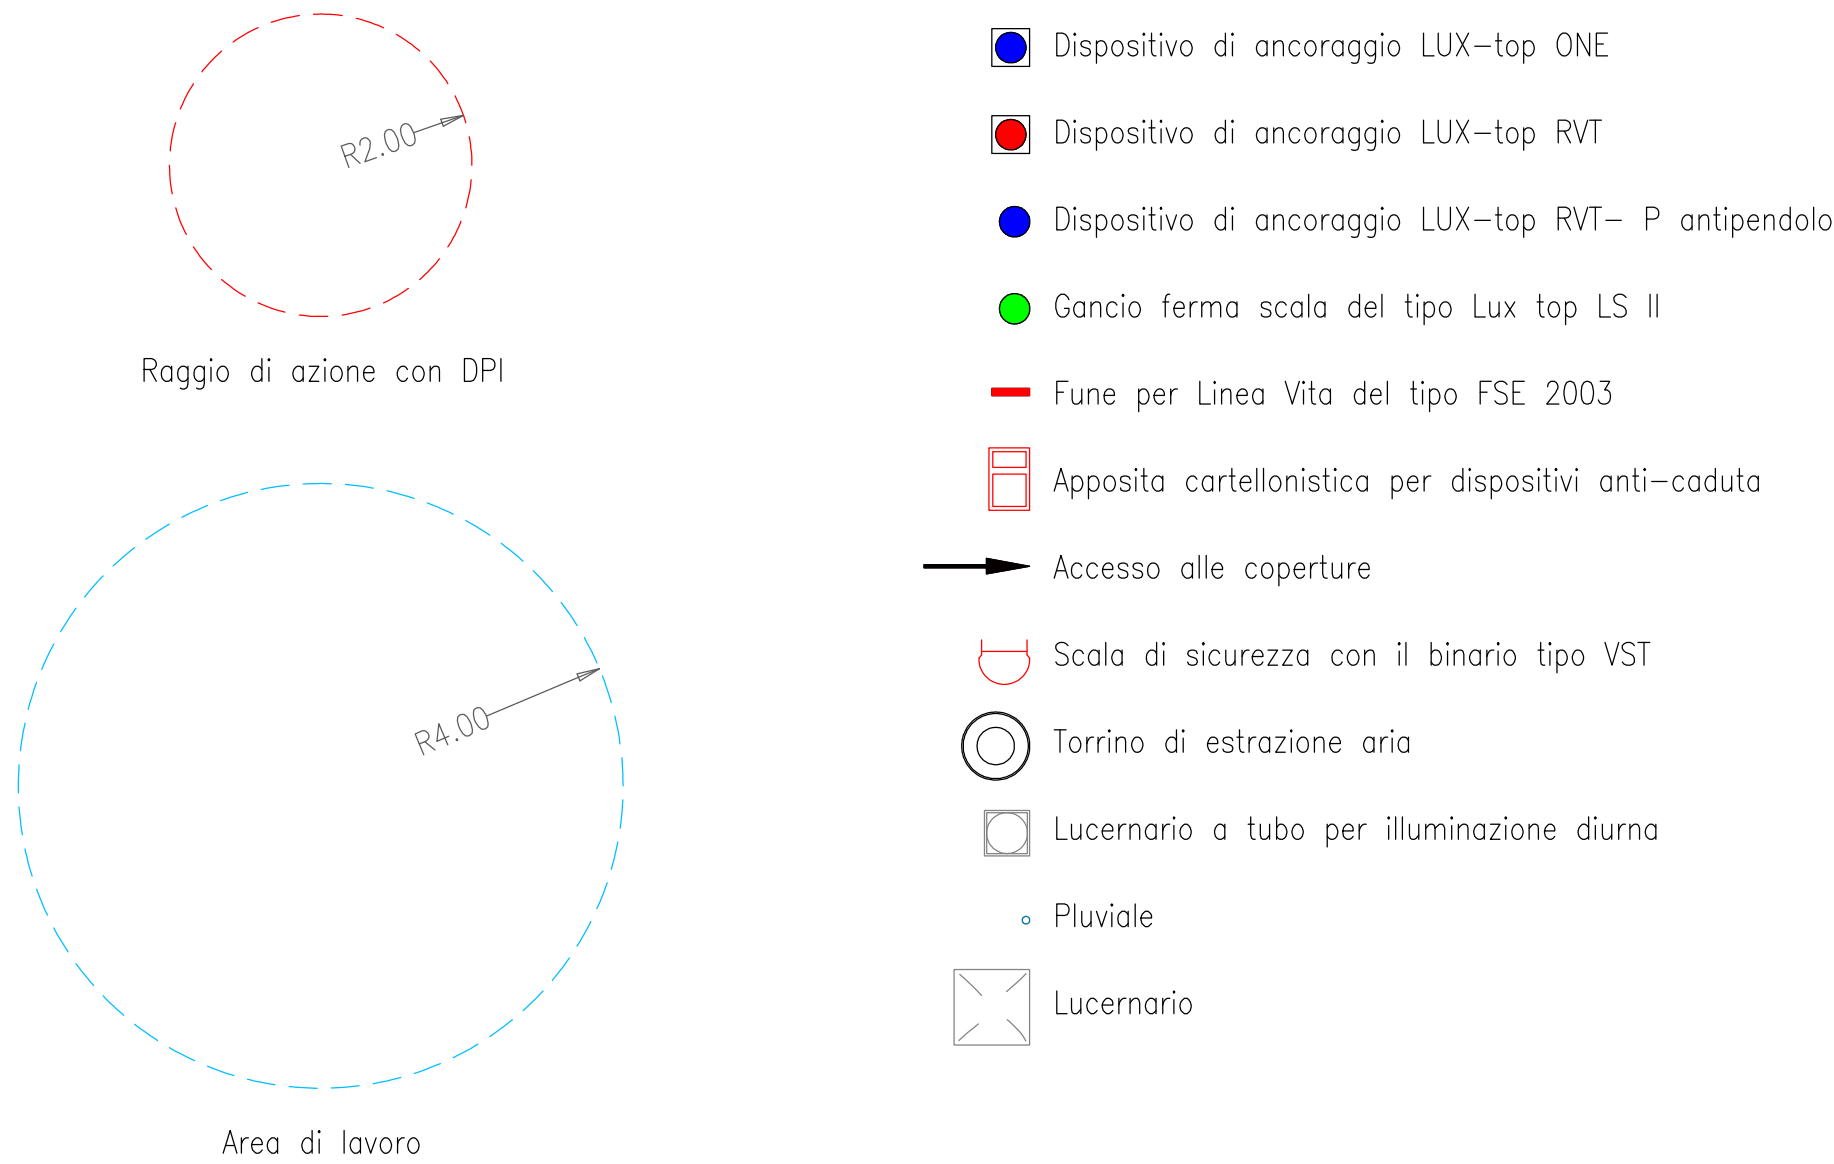 R2.00
Raggio di azione con DPI
R4.00
Area di lavoro
Dispositivo di ancoraggio LUX-top ONE
Dispositivo di ancoraggio LUX-top RVT
Dispositivo di ancoraggio LUX-top RVT- P antipendolo
Gancio ferma scala del tipo Lux top LS II
Fune per Linea Vita del tipo FSE 2003
Apposita cartellonistica per dispositivi anti-caduta
Accesso alle coperture
Scala di sicurezza con il binario tipo VST
Torrino di estrazione aria
Lucernario a tubo per illuminazione diurna
Pluviale
Lucernario